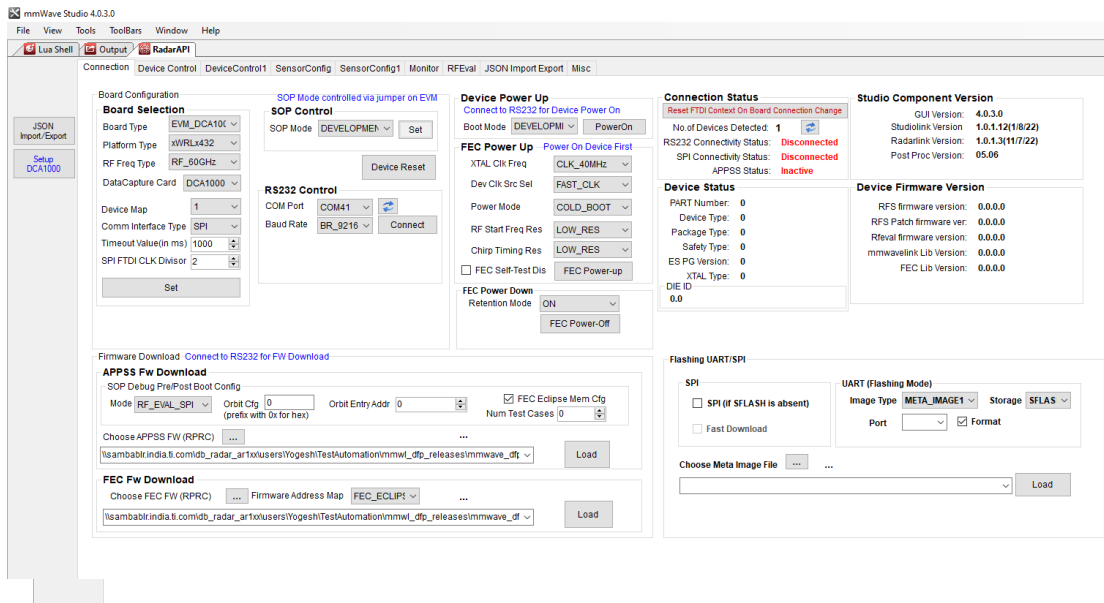 mmWave Studio 4.0.3.0
File View Tools ToolBars Window Help
Lua Shell Output RadarAPI
Connection Device Control DeviceControl1 SensorConfig SensorConfig1 Monitor RFEval JSON Import Export Misc
JSON
Import/Export
Setup
DCA1000
Board Configuration
Board Selection
Board Type EVM_DCA100
Platform Type xWRLx432
RF Freq Type RF_60GHz
DataCapture Card DCA1000
Device Map 1
Comm Interface Type SPI
Timeout Value(in ms) 1000
SPI FTDI CLK Divisor 2
Set
SOP Mode controlled via jumper on EVM
SOP Control
SOP Mode DEVELOPMEN Set
Device Reset
RS232 Control
COM Port COM41
Baud Rate BR_9216 Connect
Device Power Up
Connect to RS232 for Device Power On
Boot Mode DEVELOPMI PowerOn
FEC Power Up Power On Device First
XTAL Clk Freq CLK_40MHz
Dev Clk Src Sel FAST_CLK
Power Mode COLD_BOOT
RF Start Freq Res LOW_RES
Chirp Timing Res LOW_RES
FEC Self-Test Dis FEC Power-up
FEC Power Down
Retention Mode ON
FEC Power-Off
Connection Status
Reset FTDI Context On Board Connection Change
No.of Devices Detected: 1
RS232 Connectivity Status: Disconnected
SPI Connectivity Status: Disconnected
APPSS Status: Inactive
Device Status
PART Number: 0
Device Type: 0
Package Type: 0
Safety Type: 0
ES PG Version: 0
XTAL Type: 0
DIE ID
0.0
Studio Component Version
GUI Version: 4.0.3.0
Studiolink Version: 1.0.1.12(1/8/22)
Radarlink Version: 1.0.1.3(11/7/22)
Post Proc Version: 05.06
Device Firmware Version
RFS firmware ver: 0.0.0.0
RFS Patch firmware ver: 0.0.0.0
Rfeval firmware version: 0.0.0.0
mmwavelink Lib Version: 0.0.0.0
FEC Lib Version: 0.0.0.0
Firmware Download Connect to RS232 for FW Download
APPSS Fw Download
SOP Debug Pre/Post Boot Config
Mode RF_EVAL_SPI Orbit Cfg 0 Orbit Entry Addr 0 FEC Eclipse Mem Cfg
(prefix with 0x for hex) Num Test Cases 0
Choose APPSS FW (RPRC) ... ...
\\sambablr.india.ti.com\db_radar_ar1xx\users\Yogesh\TestAutomation\mmwl_dfp_releases\mmwave_dfp Load
FEC Fw Download
Choose FEC FW (RPRC) ... Firmware Address Map FEC_ECLIPS ...
\\sambablr.india.ti.com\db_radar_ar1xx\users\Yogesh\TestAutomation\mmwl_dfp_releases\mmwave_df Load
Flashing UART/SPI
SPI
SPI (if SFLASH is absent)
Fast Download
UART (Flashing Mode)
Image Type META_IMAGE1 Storage SFLAS
Port Format
Choose Meta Image File ... ...
Load